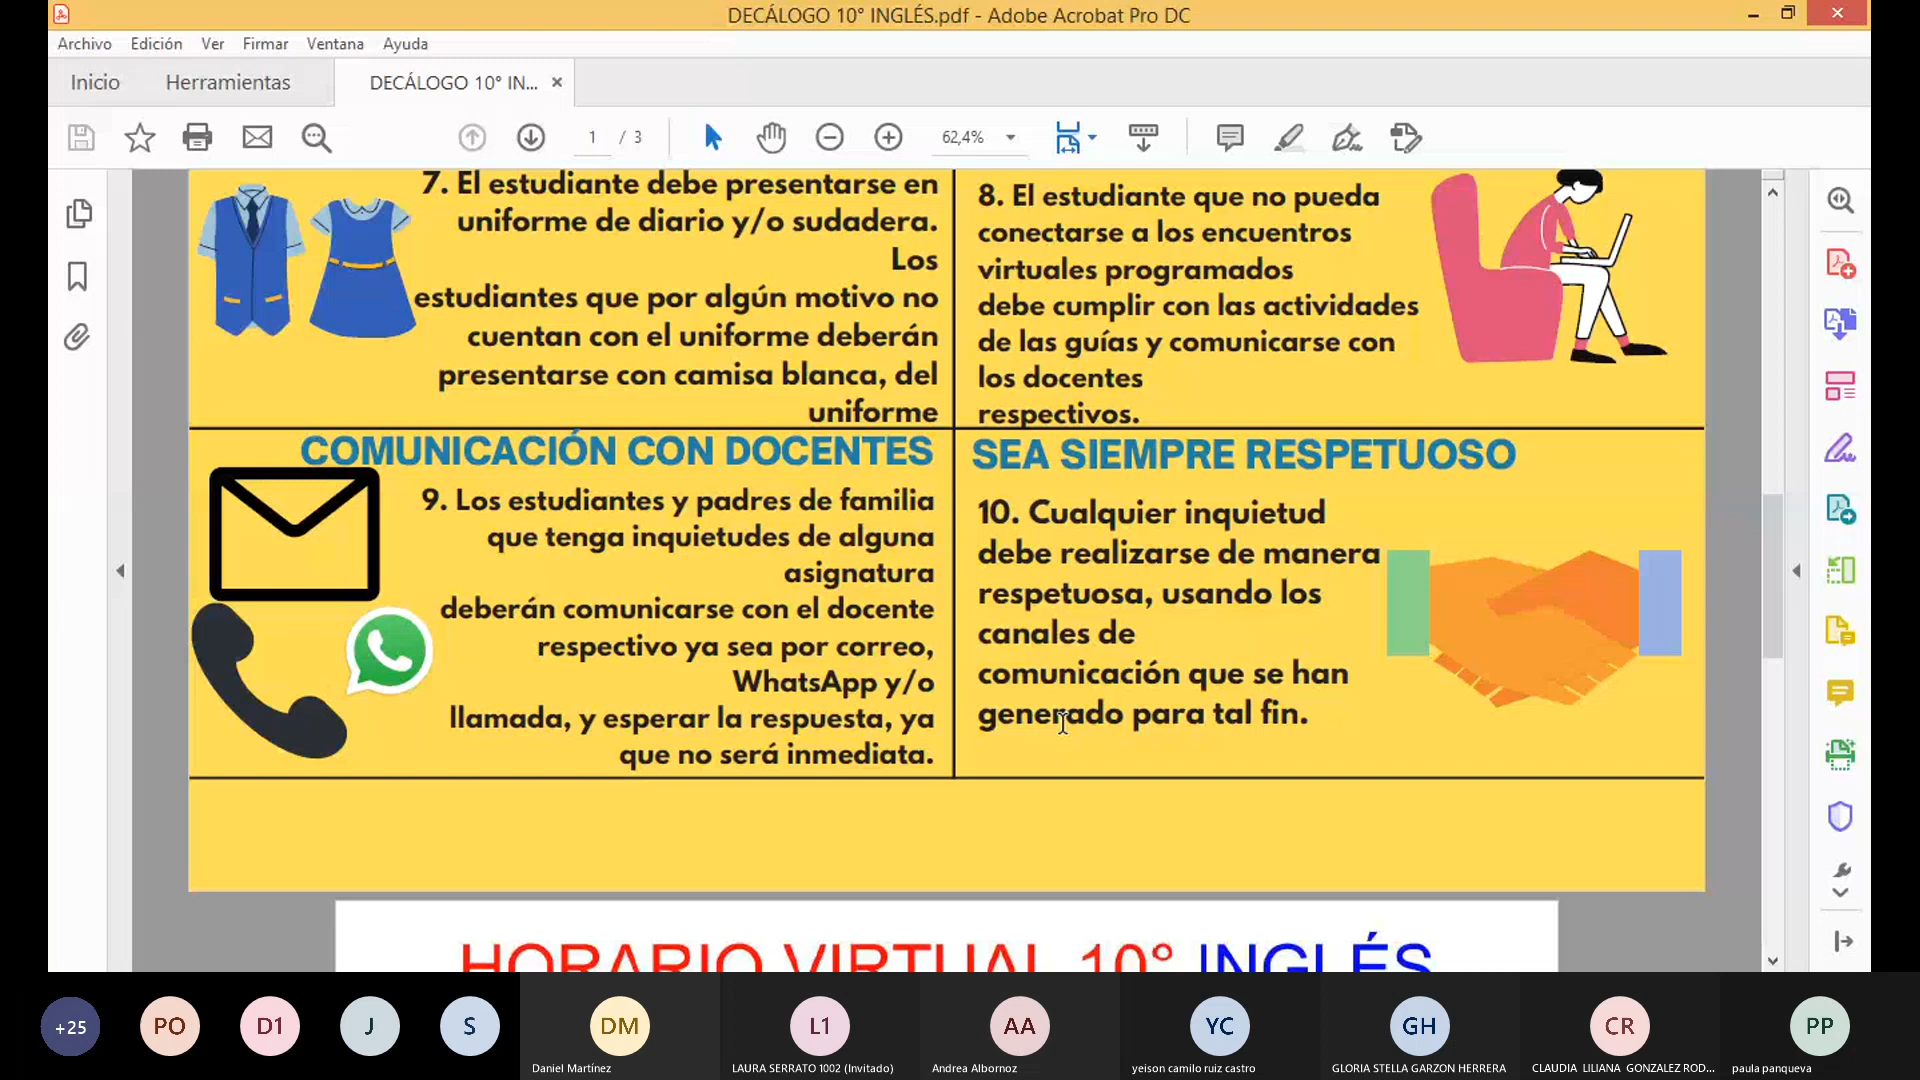 DECÁLOGO 10° INGLÉS.pdf - Adobe Acrobat Pro DC
Archivo Edición Ver Firmar Ventana Ayuda
Inicio Herramientas DECÁLOGO 10° IN... ×
1 / 3 62,4%
7. El estudiante debe presentarse en
uniforme de diario y/o sudadera.
Los
estudiantes que por algún motivo no
cuentan con el uniforme deberán
presentarse con camisa blanca, del
uniforme
8. El estudiante que no pueda
conectarse a los encuentros
virtuales programados
debe cumplir con las actividades
de las guías y comunicarse con
los docentes
respectivos.
COMUNICACIÓN CON DOCENTES
9. Los estudiantes y padres de familia
que tenga inquietudes de alguna
asignatura
deberán comunicarse con el docente
respectivo ya sea por correo,
WhatsApp y/o
llamada, y esperar la respuesta, ya
que no será inmediata.
SEA SIEMPRE RESPETUOSO
10. Cualquier inquietud
debe realizarse de manera
respetuosa, usando los
canales de
comunicación que se han
generado para tal fin.
HORARIO VIRTUAL 10° INGLÉS
+25 PO D1 J S DM L1 AA YC GH CR PP
Daniel Martínez LAURA SERRATO 1002 (Invitado) Andrea Albornoz yeison camilo ruiz castro GLORIA STELLA GARZON HERRERA CLAUDIA LILIANA GONZALEZ ROD... paula panqueva